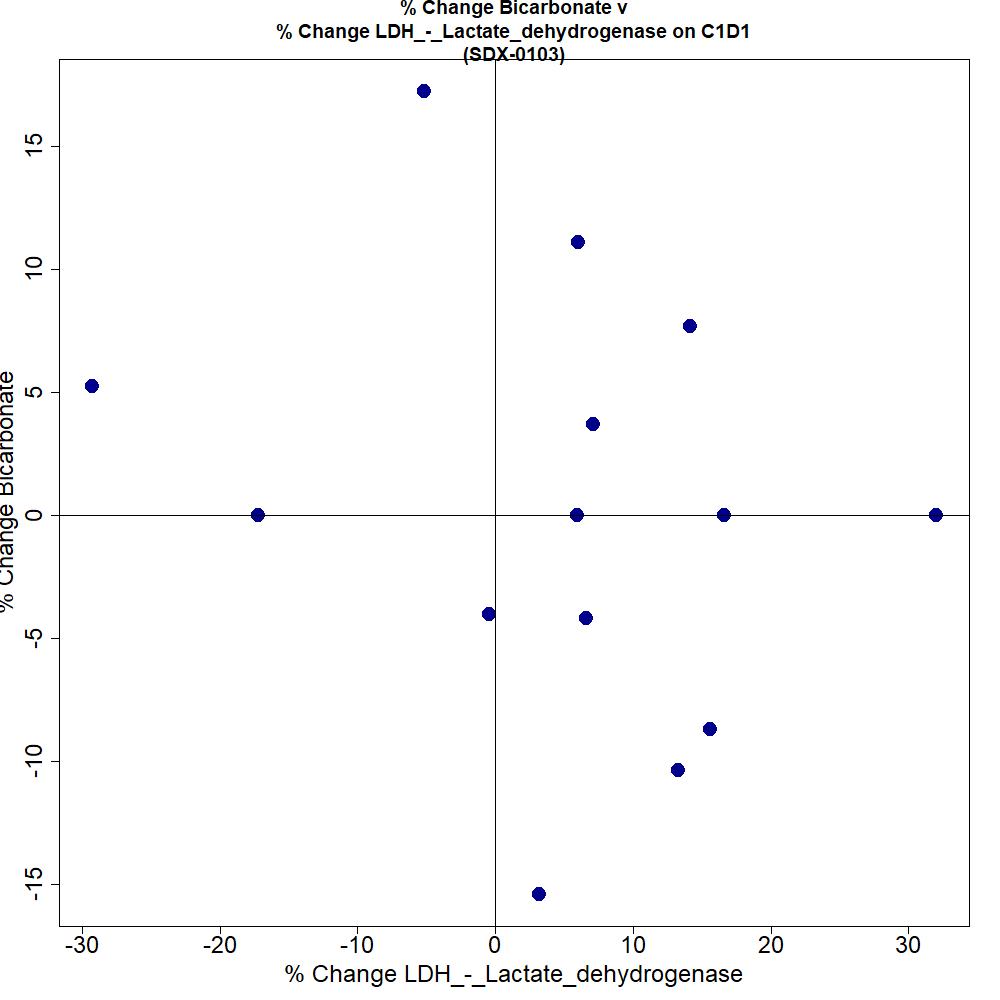 % Change Bicarbonate v
% Change LDH_-_Lactate_dehydrogenase on C1D1
(SDX-0103)
% Change Bicarbonate
15
10
5
0
-5
-10
-15
-30
-20
-10
0
10
20
30
% Change LDH_-_Lactate_dehydrogenase